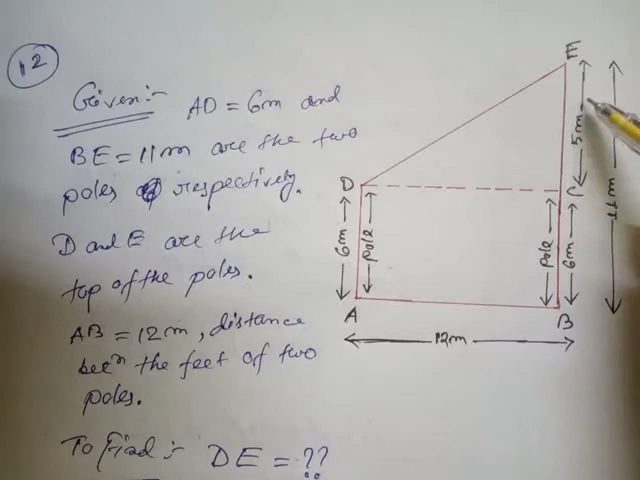 12
Given:-
AD = 6m and
BE = 11m are the two
poles respectively.
D and E are the
top of the poles.
AB = 12m, distance
betn the feet of two
poles.
To Find :- DE = ??
E
5m
11m
D
C
6m
pole
pole
6m
A
B
12m